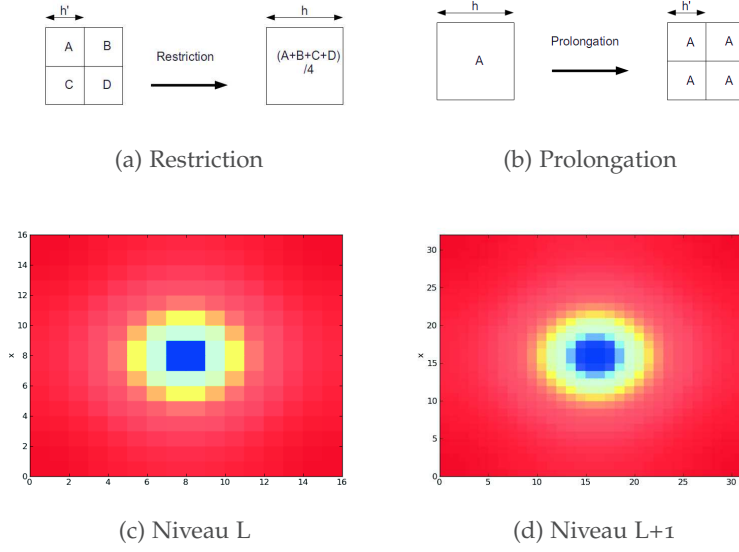 h'
A B
C D
Restriction
h
(A+B+C+D)
/4
(a) Restriction
h
A
Prolongation
h'
A A
A A
(b) Prolongation
16
14
12
10
8
6
4
2
0
x
0 2 4 6 8 10 12 14 16
(c) Niveau L
30
25
20
15
10
5
0
x
0 5 10 15 20 25 30
(d) Niveau L+1